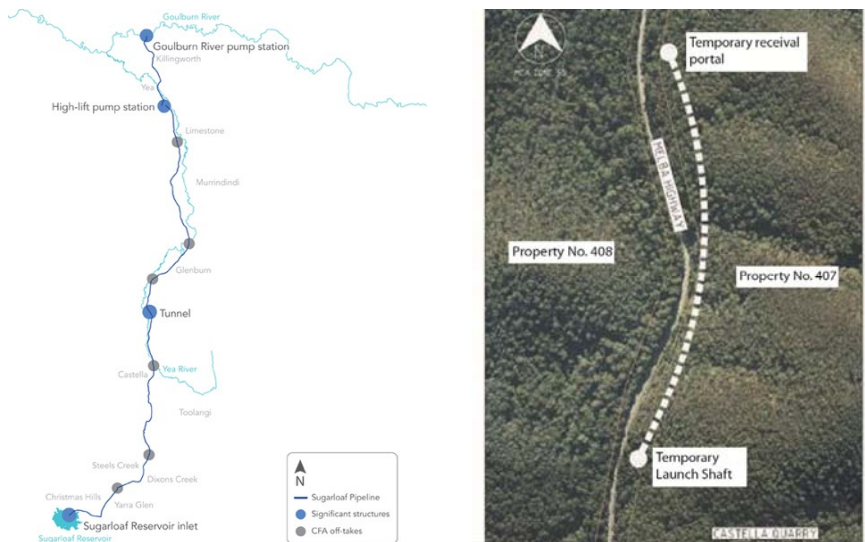 Goulburn River
Goulburn River pump station
Killingworth
Yea
High-lift pump station
Limestone
Murrindindi
Glenburn
Tunnel
Castella
Yea River
Toolangi
Steels Creek
Dixons Creek
Christmas Hills
Yarra Glen
Sugarloaf Reservoir inlet
Sugarloaf Reservoir
N
Sugarloaf Pipeline
Significant structures
CFA off-takes
N
Temporary receival
portal
MELBA HIGHWAY
Property No. 408
Property No. 407
Temporary
Launch Shaft
CASTELLA QUARRY